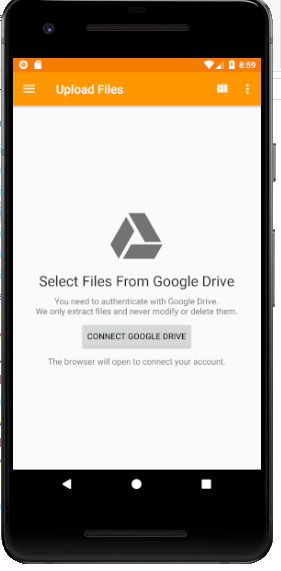 8:59
Upload Files
Select Files From Google Drive
You need to authenticate with Google Drive.
We only extract files and never modify or delete them.
CONNECT GOOGLE DRIVE
The browser will open to connect your account.